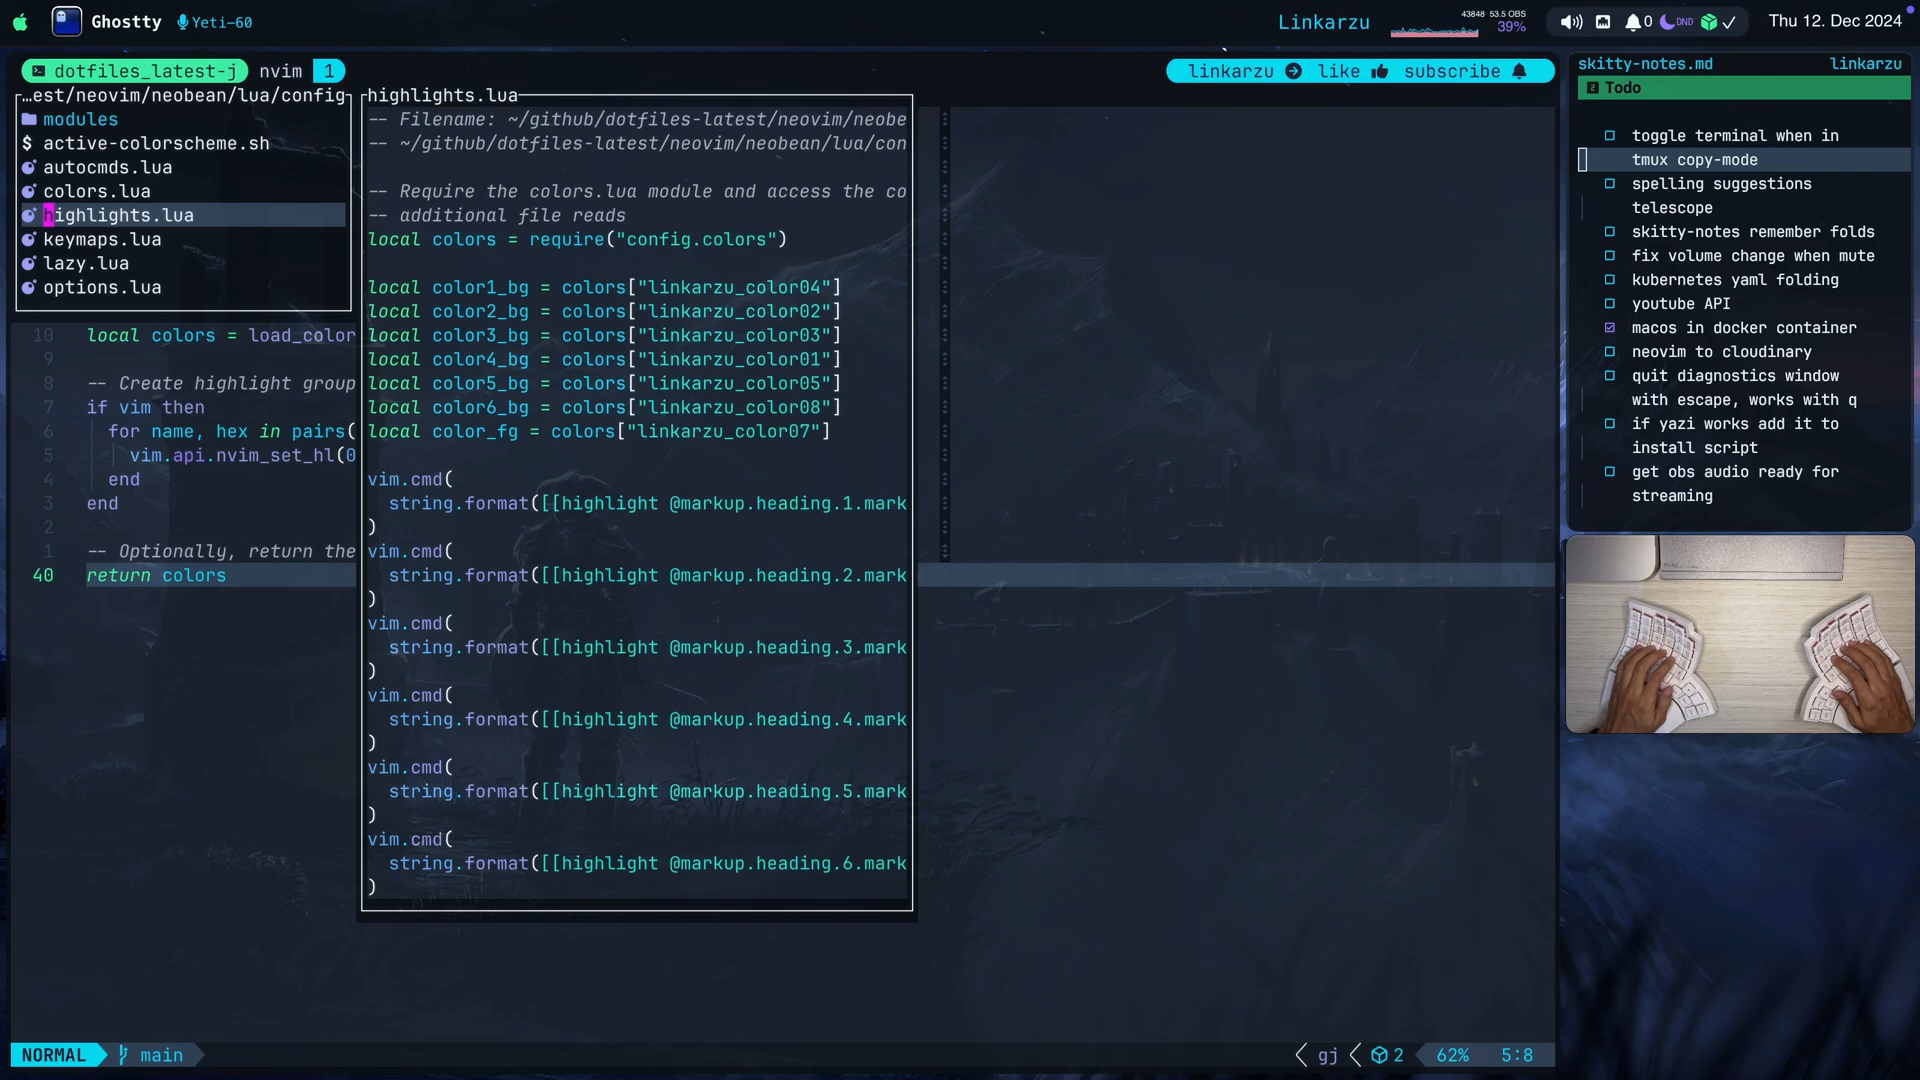 Ghostty
Yeti-60
Linkarzu
43848 53.5 OBS
39%
0
DND
Thu 12. Dec 2024
dotfiles_latest-j
nvim
1
linkarzu like subscribe
…est/neovim/neobean/lua/config
modules
$ active-colorscheme.sh
autocmds.lua
colors.lua
highlights.lua
keymaps.lua
lazy.lua
options.lua
10 local colors = load_color
9
8 -- Create highlight group
7 if vim then
6 for name, hex in pairs(
5 vim.api.nvim_set_hl(0
4 end
3 end
2
1 -- Optionally, return the
40 return colors
highlights.lua
-- Filename: ~/github/dotfiles-latest/neovim/neobe
-- ~/github/dotfiles-latest/neovim/neobean/lua/con
-- Require the colors.lua module and access the co
-- additional file reads
local colors = require("config.colors")
local color1_bg = colors["linkarzu_color04"]
local color2_bg = colors["linkarzu_color02"]
local color3_bg = colors["linkarzu_color03"]
local color4_bg = colors["linkarzu_color01"]
local color5_bg = colors["linkarzu_color05"]
local color6_bg = colors["linkarzu_color08"]
local color_fg = colors["linkarzu_color07"]
vim.cmd(
string.format([[highlight @markup.heading.1.mark
)
vim.cmd(
string.format([[highlight @markup.heading.2.mark
)
vim.cmd(
string.format([[highlight @markup.heading.3.mark
)
vim.cmd(
string.format([[highlight @markup.heading.4.mark
)
vim.cmd(
string.format([[highlight @markup.heading.5.mark
)
vim.cmd(
string.format([[highlight @markup.heading.6.mark
)
NORMAL
main
gj
2
62%
5:8
skitty-notes.md
linkarzu
2 Todo
toggle terminal when in
tmux copy-mode
spelling suggestions
telescope
skitty-notes remember folds
fix volume change when mute
kubernetes yaml folding
youtube API
macos in docker container
neovim to cloudinary
quit diagnostics window
with escape, works with q
if yazi works add it to
install script
get obs audio ready for
streaming